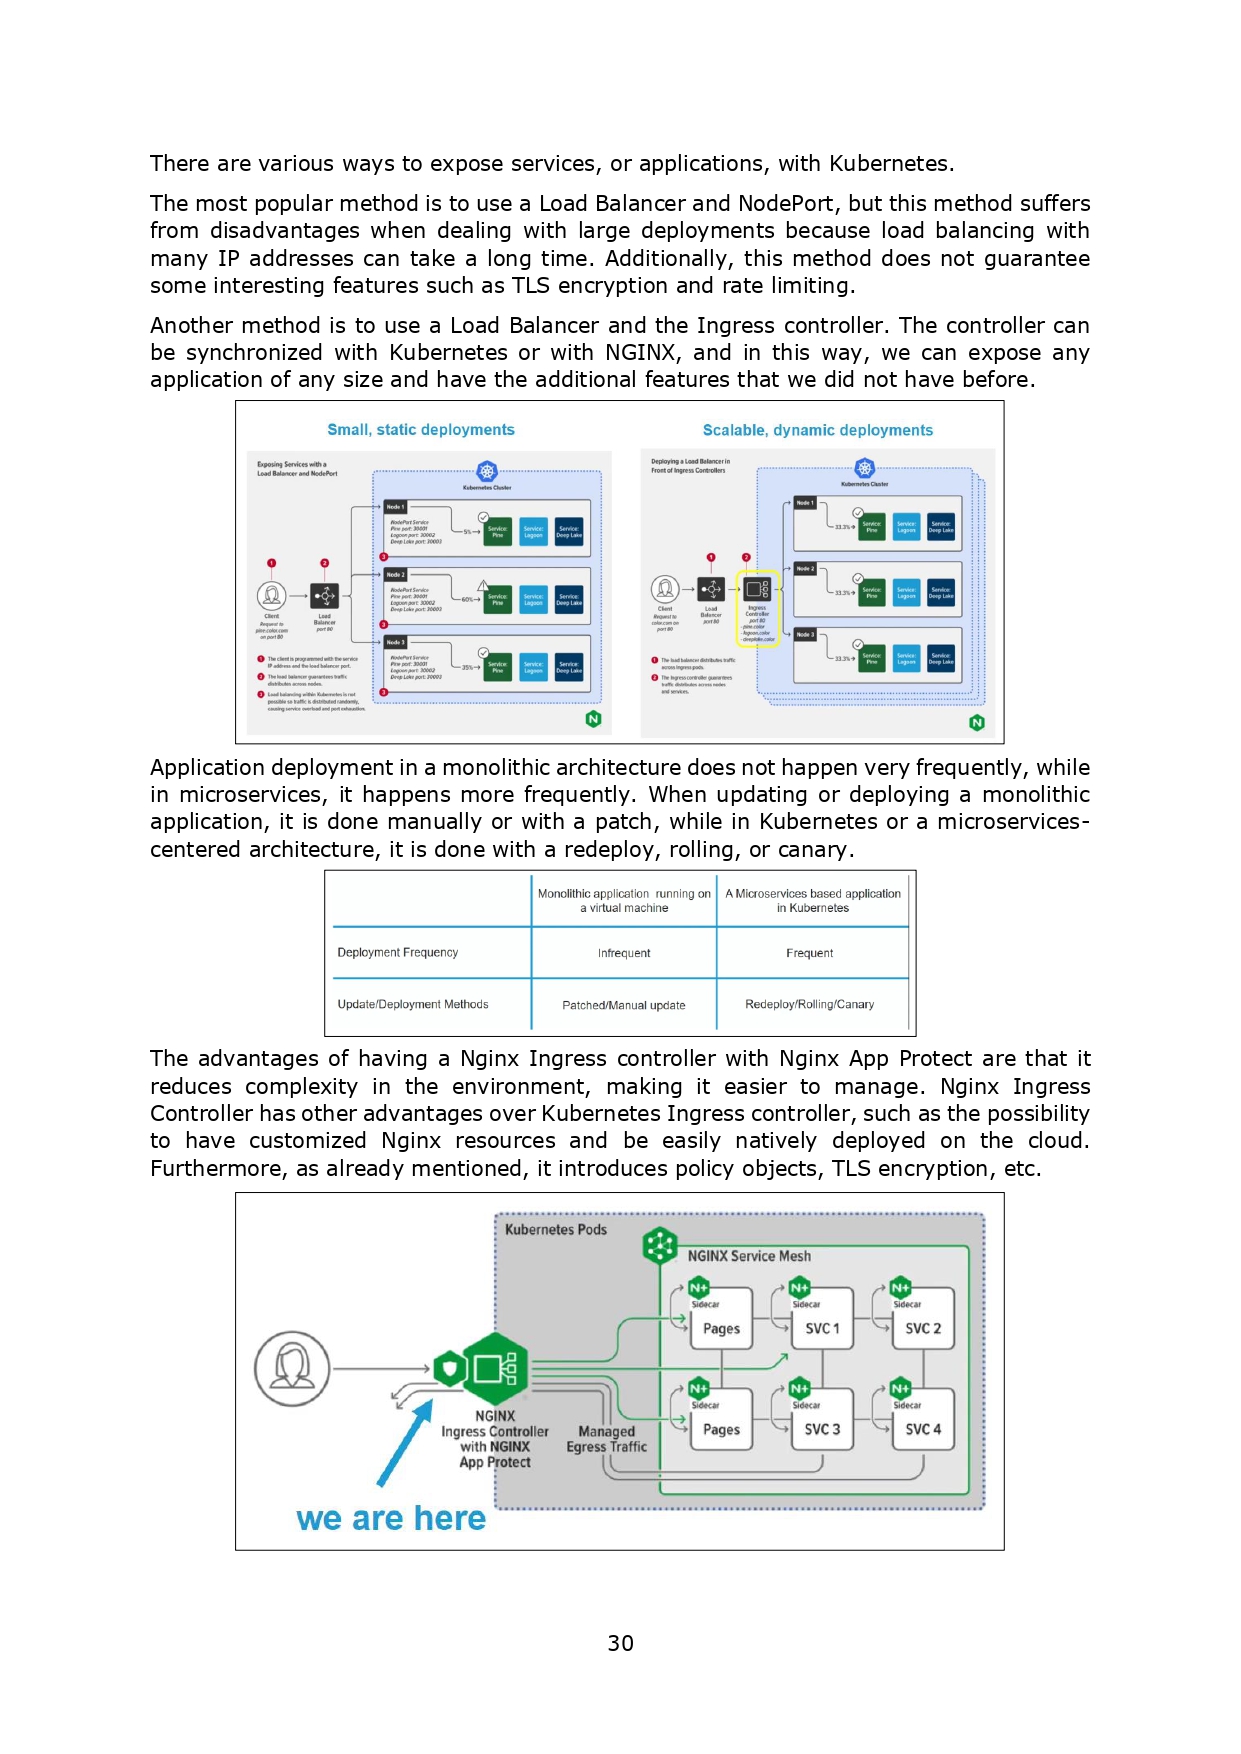 There are various ways to expose services, or applications, with Kubernetes.
The most popular method is to use a Load Balancer and NodePort, but this method suffers
from disadvantages when dealing with large deployments because load balancing with
many IP addresses can take a long time. Additionally, this method does not guarantee
some interesting features such as TLS encryption and rate limiting.
Another method is to use a Load Balancer and the Ingress controller. The controller can
be synchronized with Kubernetes or with NGINX, and in this way, we can expose any
application of any size and have the additional features that we did not have before.
Small, static deployments
Exposing Services with a
Load Balancer and NodePort
Kubernetes Cluster
Node 1
NodePort Service
Pine port: 30001
Lagoon port: 30002
Deep Lake port: 30003
5%
Service: Pine
Service: Lagoon
Service: Deep Lake
3
Node 2
NodePort Service
Pine port: 30001
Lagoon port: 30002
Deep Lake port: 30003
60%
Service: Pine
Service: Lagoon
Service: Deep Lake
3
Node 3
NodePort Service
Pine port: 30001
Lagoon port: 30002
Deep Lake port: 30003
35%
Service: Pine
Service: Lagoon
Service: Deep Lake
3
1
2
Client
Request to
pine.color.com
on port 80
Load
Balancer
port 80
1 The client is programmed with the service
IP address and the load balancer port.
2 The load balancer guarantees traffic
distributes across nodes.
3 Load balancing within Kubernetes is not
possible so traffic is distributed randomly,
causing service overload and port exhaustion.
N
Scalable, dynamic deployments
Deploying a Load Balancer in
Front of Ingress Controllers
Kubernetes Cluster
Node 1
33.3%
Service: Pine
Service: Lagoon
Service: Deep Lake
Node 2
33.3%
Service: Pine
Service: Lagoon
Service: Deep Lake
Node 3
33.3%
Service: Pine
Service: Lagoon
Service: Deep Lake
1
2
Client
Request to
color.com on
port 80
Load
Balancer
port 80
Ingress
Controller
port 80
- pine.color
- lagoon.color
- deeplake.color
1 The load balancer distributes traffic
across ingress pods.
2 The Ingress controller guarantees
traffic distributes across nodes
and services.
N
Application deployment in a monolithic architecture does not happen very frequently, while
in microservices, it happens more frequently. When updating or deploying a monolithic
application, it is done manually or with a patch, while in Kubernetes or a microservices-
centered architecture, it is done with a redeploy, rolling, or canary.
Monolithic application running on
a virtual machine
A Microservices based application
in Kubernetes
Deployment Frequency
Infrequent
Frequent
Update/Deployment Methods
Patched/Manual update
Redeploy/Rolling/Canary
The advantages of having a Nginx Ingress controller with Nginx App Protect are that it
reduces complexity in the environment, making it easier to manage. Nginx Ingress
Controller has other advantages over Kubernetes Ingress controller, such as the possibility
to have customized Nginx resources and be easily natively deployed on the cloud.
Furthermore, as already mentioned, it introduces policy objects, TLS encryption, etc.
Kubernetes Pods
NGINX Service Mesh
N+
Sidecar
Pages
N+
Sidecar
SVC 1
N+
Sidecar
SVC 2
N+
Sidecar
Pages
N+
Sidecar
SVC 3
N+
Sidecar
SVC 4
NGINX
Ingress Controller
with NGINX
App Protect
Managed
Egress Traffic
we are here
30